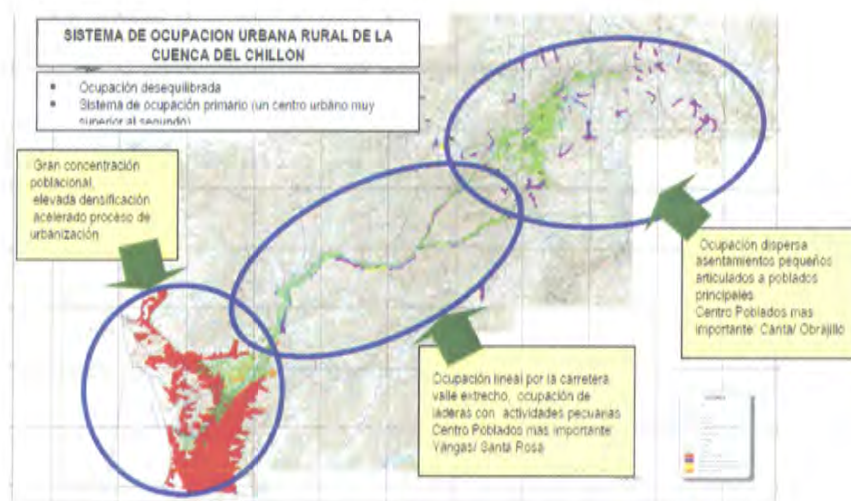 SISTEMA DE OCUPACION URBANA RURAL DE LA
CUENCA DEL CHILLON
• Ocupación desequilibrada
• Sistema de ocupación primario (un centro urbano muy
superior al segundo)
Gran concentración
poblacional,
elevada densificación
acelerado proceso de
urbanización
Ocupación dispersa
asentamientos pequeños
articulados a poblados
principales
Centro Poblados mas
importante: Canta/ Obrajillo
Ocupación lineal por la carretera
valle extrecho, ocupación de
laderas con actividades pecuarias
Centro Poblados mas importante
Yangas/ Santa Rosa